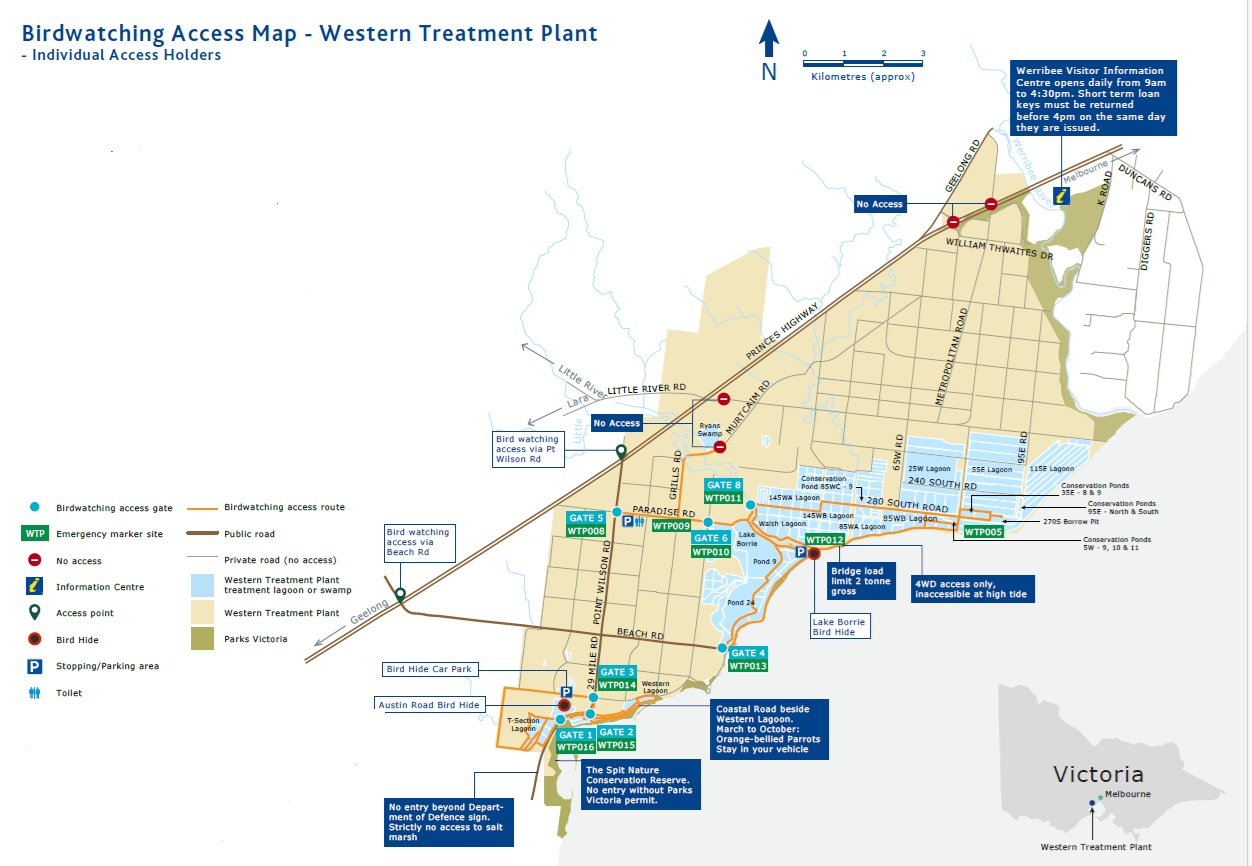 Birdwatching Access Map - Western Treatment Plant
- Individual Access Holders
N
0 1 2 3
Kilometres (approx)
Werribee Visitor Information
Centre opens daily from 9am
to 4:30pm. Short term loan
keys must be returned
before 4pm on the same day
they are issued.
GEELONG RD
Werribee River
Melbourne
DUNCANS RD
K ROAD
DIGGERS RD
No Access
WILLIAM THWAITES DR
PRINCES HIGHWAY
METROPOLITAN ROAD
Little River
Lara
LITTLE RIVER RD
MURTCAIM RD
No Access
Ryans
Swamp
Little
Bird watching
access via Pt
Wilson Rd
GRILLS RD
65W RD
95E RD
25W Lagoon
55E Lagoon
115E Lagoon
240 SOUTH RD
Conservation
Pond 85WC - 9
Conservation Ponds
35E - 8 & 9
Conservation Ponds
95E - North & South
270S Borrow Pit
Conservation Ponds
5W - 9, 10 & 11
GATE 8
WTP011
145WA Lagoon
280 SOUTH ROAD
145WB Lagoon
85WB Lagoon
85WA Lagoon
Walsh Lagoon
WTP005
PARADISE RD
GATE 5
WTP008
P
WTP009
GATE 6
WTP010
Lake
Borrie
WTP012
P
Pond 9
Pond 24
Bridge load
limit 2 tonne
gross
4WD access only,
inaccessible at high tide
Lake Borrie
Bird Hide
Birdwatching access gate
Birdwatching access route
WTP
Emergency marker site
Public road
No access
Private road (no access)
Information Centre
Western Treatment Plant
treatment lagoon or swamp
Access point
Western Treatment Plant
Bird Hide
Parks Victoria
P
Stopping/Parking area
Toilet
Bird watching
access via
Beach Rd
Geelong
POINT WILSON RD
BEACH RD
GATE 4
WTP013
29 MILE RD
GATE 3
WTP014
Western
Lagoon
Bird Hide Car Park
P
Austin Road Bird Hide
T-Section
Lagoon
GATE 1
WTP016
GATE 2
WTP015
Coastal Road beside
Western Lagoon.
March to October:
Orange-bellied Parrots
Stay in your vehicle
The Spit Nature
Conservation Reserve.
No entry without Parks
Victoria permit.
No entry beyond Depart-
ment of Defence sign.
Strictly no access to salt
marsh
Victoria
Melbourne
Western Treatment Plant